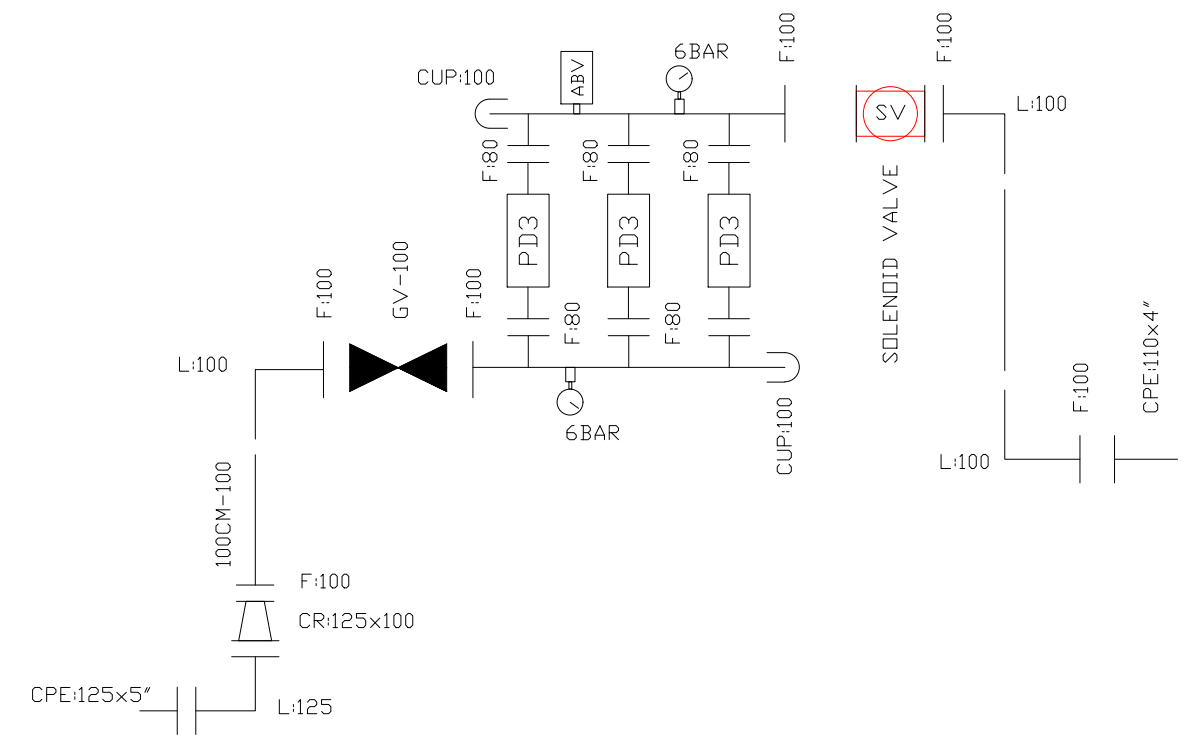 F:100
F:100
6BAR
CUP:100
ABV
SV
L:100
F:80
F:80
F:80
SOLENOID VALVE
PD3
PD3
PD3
F:100
GV-100
F:100
F:80
F:80
L:100
CPE:110x4"
F:100
CUP:100
6BAR
L:100
100CM-100
F:100
CR:125x100
CPE:125x5"
L:125